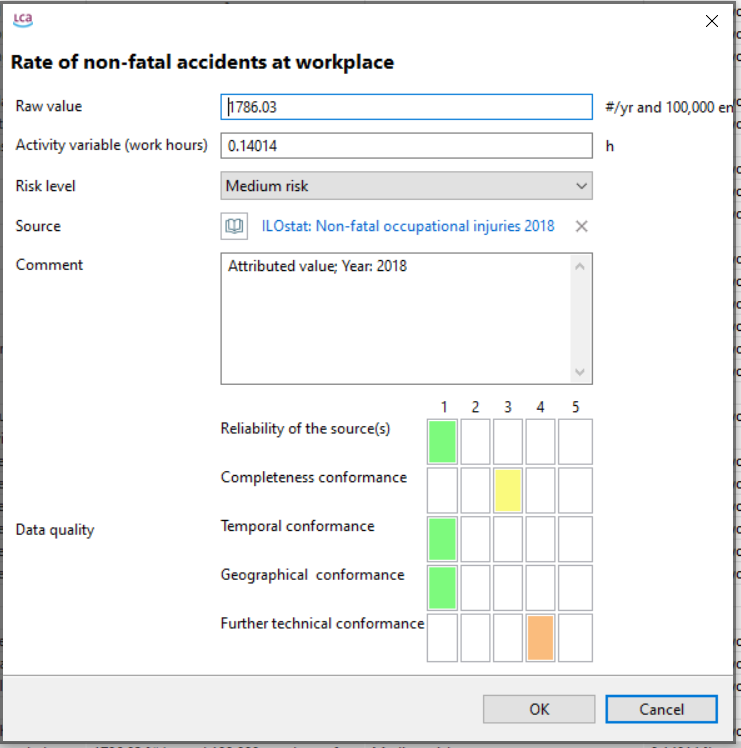 LCA
Rate of non-fatal accidents at workplace
Raw value 1786.03 #/yr and 100,000 en
Activity variable (work hours) 0.14014 h
Risk level Medium risk
Source ILOstat: Non-fatal occupational injuries 2018
Comment Attributed value; Year: 2018
1 2 3 4 5
Reliability of the source(s)
Completeness conformance
Temporal conformance
Data quality
Geographical conformance
Further technical conformance
OK Cancel